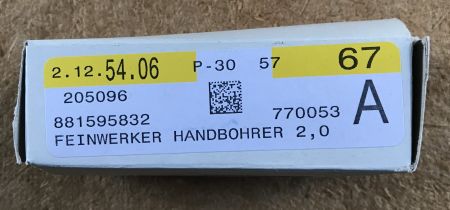 2.12.54.06 P-30 57 67
205096
881595832 770053 A
FEINWERKER HANDBOHRER 2,0